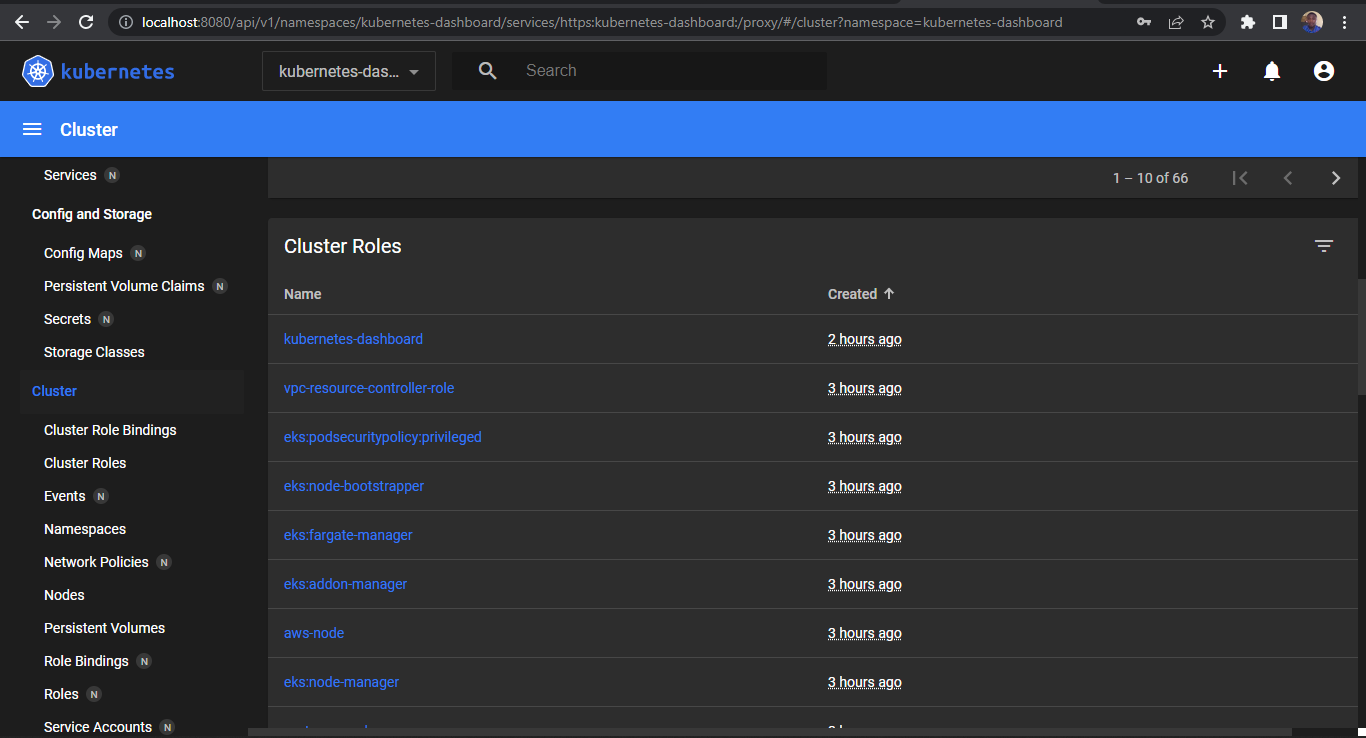 localhost:8080/api/v1/namespaces/kubernetes-dashboard/services/https:kubernetes-dashboard:/proxy/#/cluster?namespace=kubernetes-dashboard
kubernetes
kubernetes-das...
Search
Cluster
Services N
1 – 10 of 66
Config and Storage
Config Maps N
Persistent Volume Claims N
Secrets N
Storage Classes
Cluster
Cluster Role Bindings
Cluster Roles
Events N
Namespaces
Network Policies N
Nodes
Persistent Volumes
Role Bindings N
Roles N
Service Accounts N
Cluster Roles
Name Created
kubernetes-dashboard 2 hours ago
vpc-resource-controller-role 3 hours ago
eks:podsecuritypolicy:privileged 3 hours ago
eks:node-bootstrapper 3 hours ago
eks:fargate-manager 3 hours ago
eks:addon-manager 3 hours ago
aws-node 3 hours ago
eks:node-manager 3 hours ago